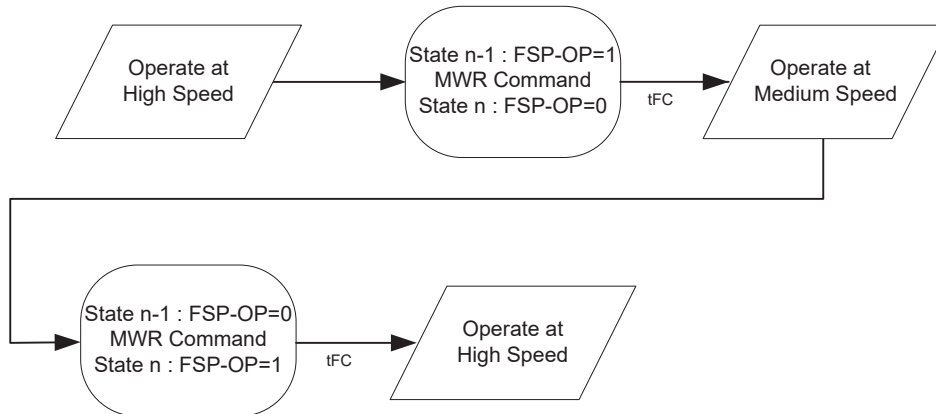 Operate at
High Speed
State n-1 : FSP-OP=1
MWR Command
State n : FSP-OP=0
tFC
Operate at
Medium Speed
State n-1 : FSP-OP=0
MWR Command
State n : FSP-OP=1
tFC
Operate at
High Speed